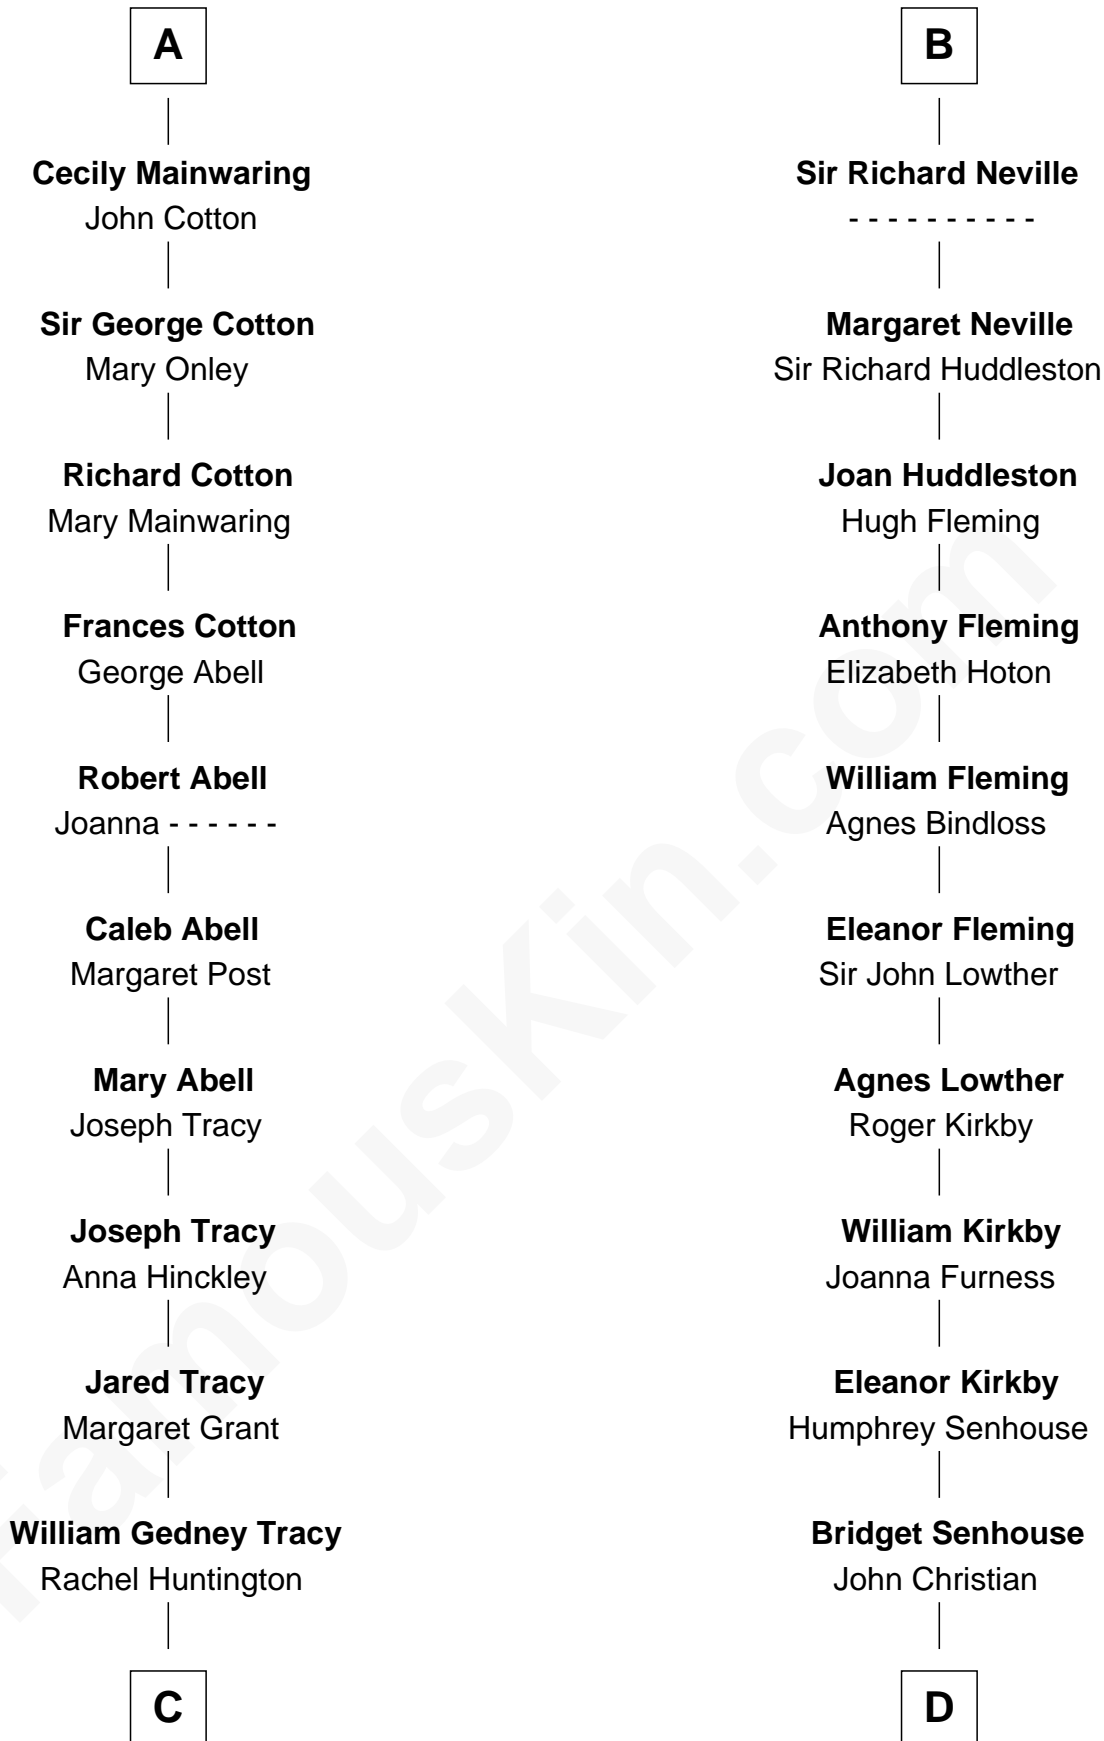 A
Cecily Mainwaring
John Cotton
Sir George Cotton
Mary Onley
Richard Cotton
Mary Mainwaring
Frances Cotton
George Abell
Robert Abell
Joanna - - - - - -
Caleb Abell
Margaret Post
Mary Abell
Joseph Tracy
Joseph Tracy
Anna Hinckley
Jared Tracy
Margaret Grant
William Gedney Tracy
Rachel Huntington
C
B
Sir Richard Neville
- - - - - - - - - -
Margaret Neville
Sir Richard Huddleston
Joan Huddleston
Hugh Fleming
Anthony Fleming
Elizabeth Hoton
William Fleming
Agnes Bindloss
Eleanor Fleming
Sir John Lowther
Agnes Lowther
Roger Kirkby
William Kirkby
Joanna Furness
Eleanor Kirkby
Humphrey Senhouse
Bridget Senhouse
John Christian
D
FamousKin.com